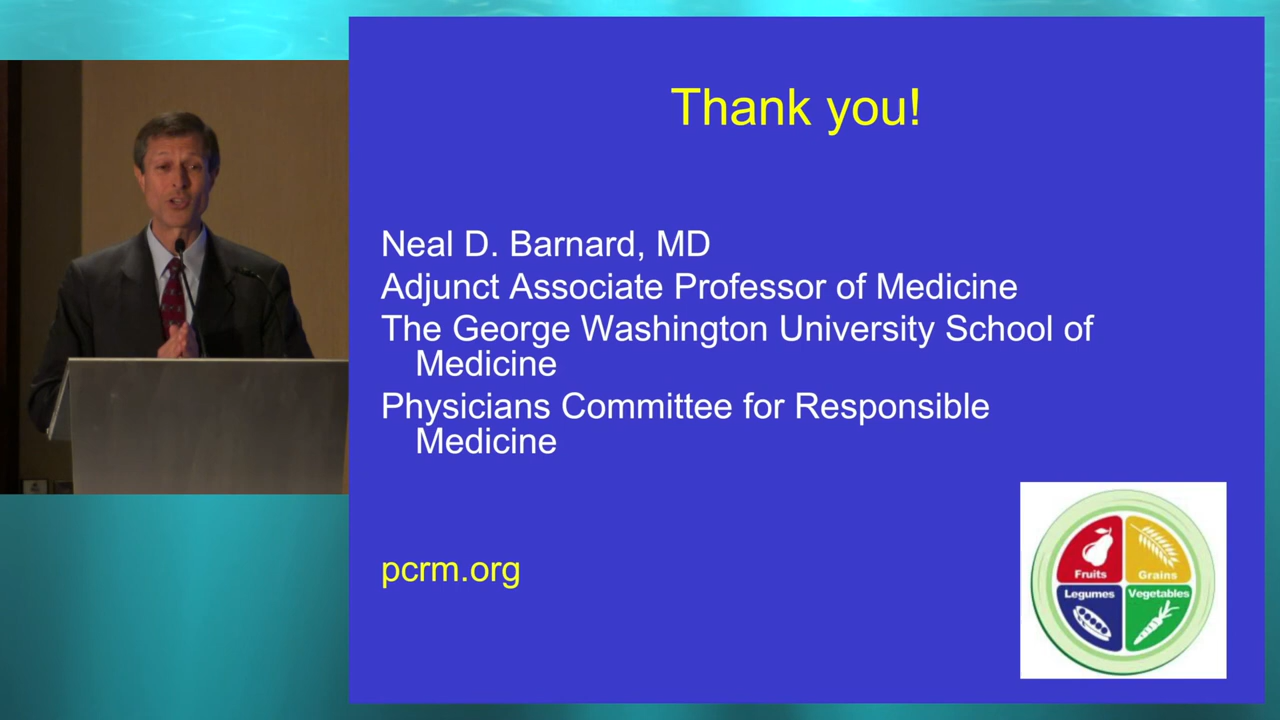 Thank you!
Neal D. Barnard, MD
Adjunct Associate Professor of Medicine
The George Washington University School of
Medicine
Physicians Committee for Responsible
Medicine
pcrm.org
Fruits
Grains
Legumes
Vegetables